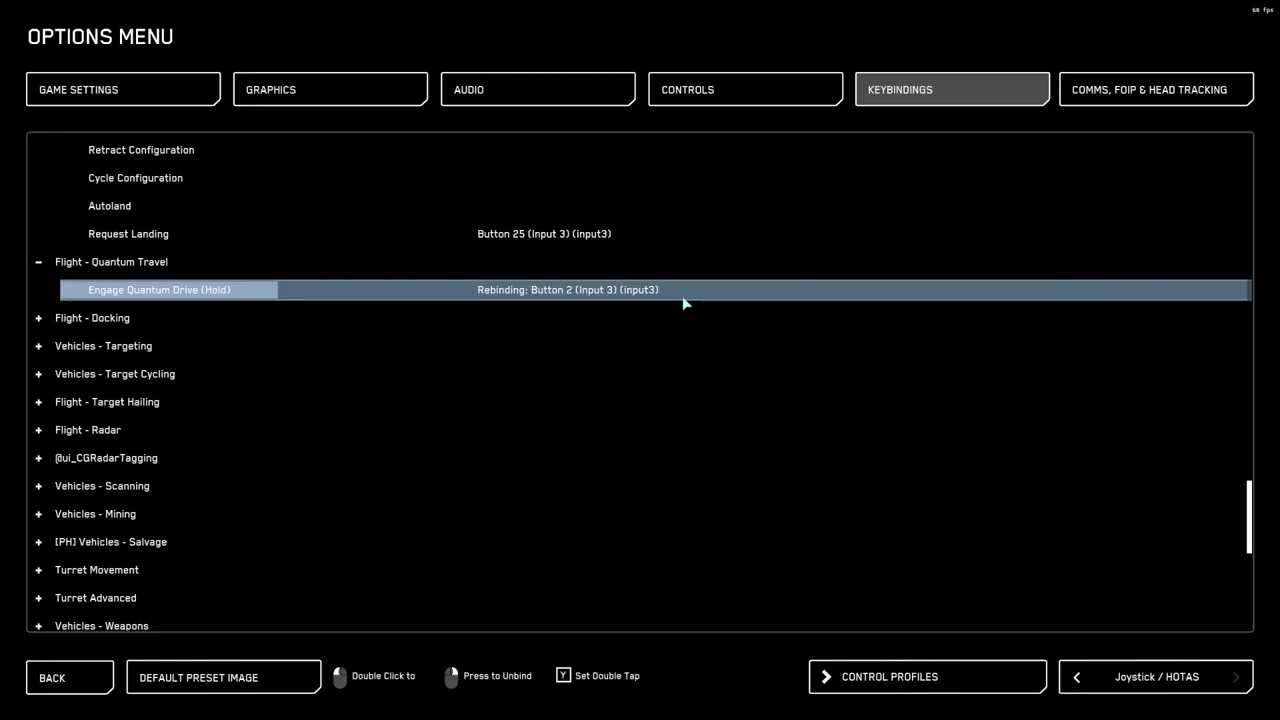 60 fps
OPTIONS MENU
GAME SETTINGS
GRAPHICS
AUDIO
CONTROLS
KEYBINDINGS
COMMS, FOIP & HEAD TRACKING
Retract Configuration
Cycle Configuration
Autoland
Request Landing Button 25 (Input 3) (input3)
– Flight - Quantum Travel
Engage Quantum Drive (Hold) Rebinding: Button 2 (Input 3) (input3)
+ Flight - Docking
+ Vehicles - Targeting
+ Vehicles - Target Cycling
+ Flight - Target Hailing
+ Flight - Radar
+ @ui_CGRadarTagging
+ Vehicles - Scanning
+ Vehicles - Mining
+ [PH] Vehicles - Salvage
+ Turret Movement
+ Turret Advanced
+ Vehicles - Weapons
BACK
DEFAULT PRESET IMAGE
Double Click to
Press to Unbind
Y Set Double Tap
CONTROL PROFILES
Joystick / HOTAS